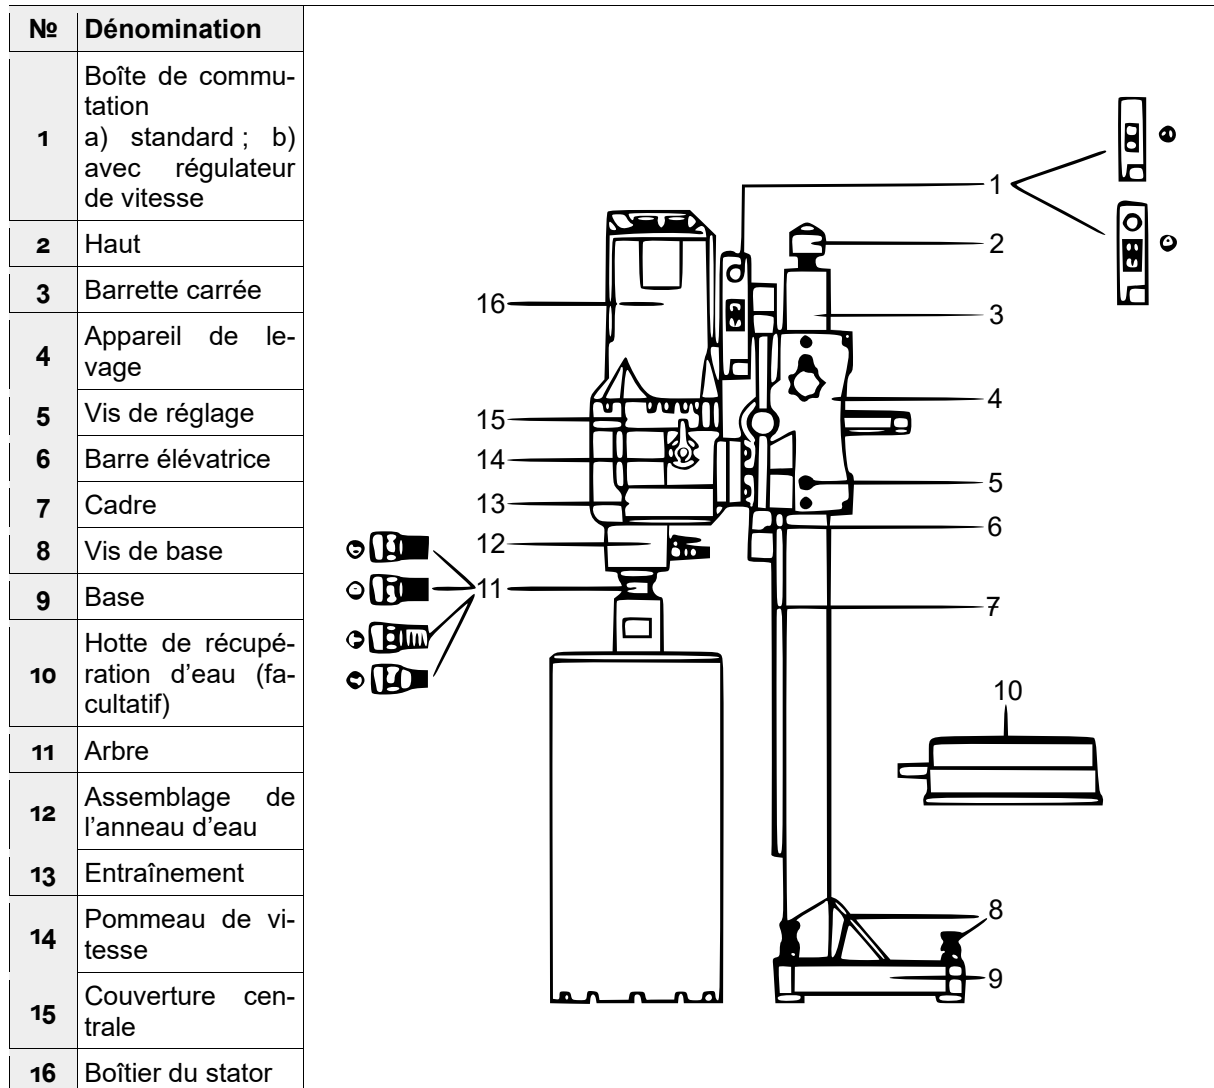 № Dénomination
1 Boîte de commu-
tation
a) standard ; b)
avec régulateur
de vitesse
2 Haut
3 Barrette carrée
4 Appareil de le-
vage
5 Vis de réglage
6 Barre élévatrice
7 Cadre
8 Vis de base
9 Base
10 Hotte de récupé-
ration d’eau (fa-
cultatif)
11 Arbre
12 Assemblage de
l’anneau d’eau
13 Entraînement
14 Pommeau de vi-
tesse
15 Couverture cen-
trale
16 Boîtier du stator
1
2
16
3
4
15
14
5
13
6
12
11
7
10
8
9